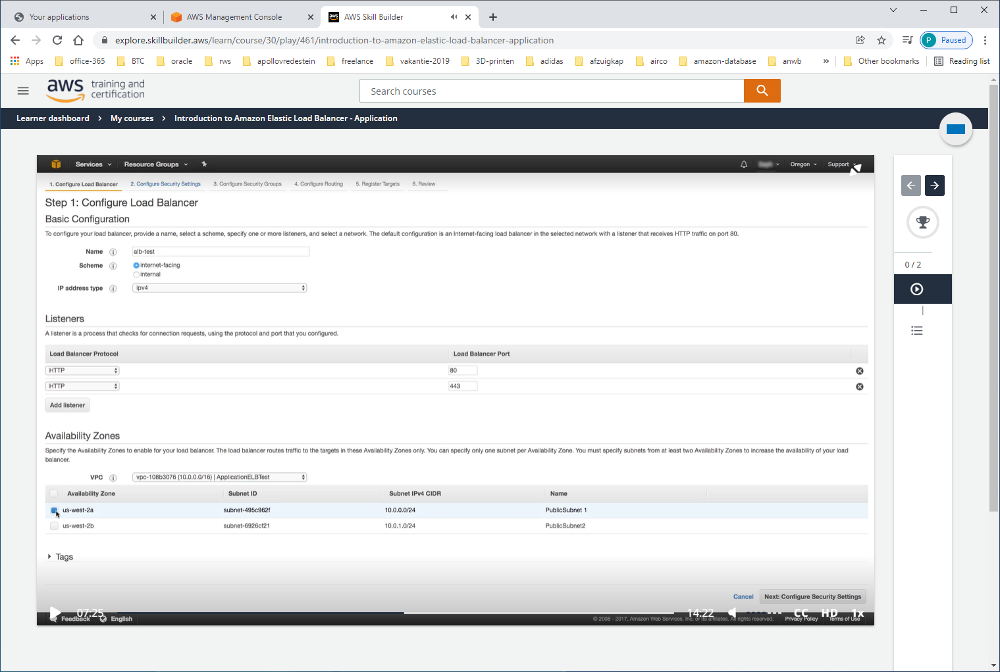 Your applications
AWS Management Console
aws AWS Skill Builder
explore.skillbuilder.aws/learn/course/30/play/461/introduction-to-amazon-elastic-load-balancer-application
P Paused
Apps office-365 BTC oracle rws apollovredestein freelance vakantie-2019 3D-printen adidas afzuigkap airco amazon-database anwb » Other bookmarks Reading list
aws training and
certification
Search courses
Learner dashboard > My courses > Introduction to Amazon Elastic Load Balancer - Application
Services Resource Groups Oregon Support
1. Configure Load Balancer 2. Configure Security Settings 3. Configure Security Groups 4. Configure Routing 5. Register Targets 6. Review
Step 1: Configure Load Balancer
Basic Configuration
To configure your load balancer, provide a name, select a scheme, specify one or more listeners, and select a network. The default configuration is an Internet-facing load balancer in the selected network with a listener that receives HTTP traffic on port 80.
Name i alb-test
Scheme i internet-facing
internal
IP address type i ipv4
Listeners
A listener is a process that checks for connection requests, using the protocol and port that you configured.
Load Balancer Protocol Load Balancer Port
HTTP 80
HTTP 443
Add listener
Availability Zones
Specify the Availability Zones to enable for your load balancer. The load balancer routes traffic to the targets in these Availability Zones only. You can specify only one subnet per Availability Zone. You must specify subnets from at least two Availability Zones to increase the availability of your load
balancer.
VPC i vpc-108b3076 (10.0.0.0/16) | ApplicationELBTest
Availability Zone Subnet ID Subnet IPv4 CIDR Name
us-west-2a subnet-495c962f 10.0.0.0/24 PublicSubnet 1
us-west-2b subnet-6926cf21 10.0.1.0/24 PublicSubnet2
Tags
Cancel Next: Configure Security Settings
07:25 14:22 CC HD 1x
Feedback English © 2008 - 2017, Amazon Web Services, Inc. or its affiliates. All rights reserved. Privacy Policy Terms of Use
0 / 2